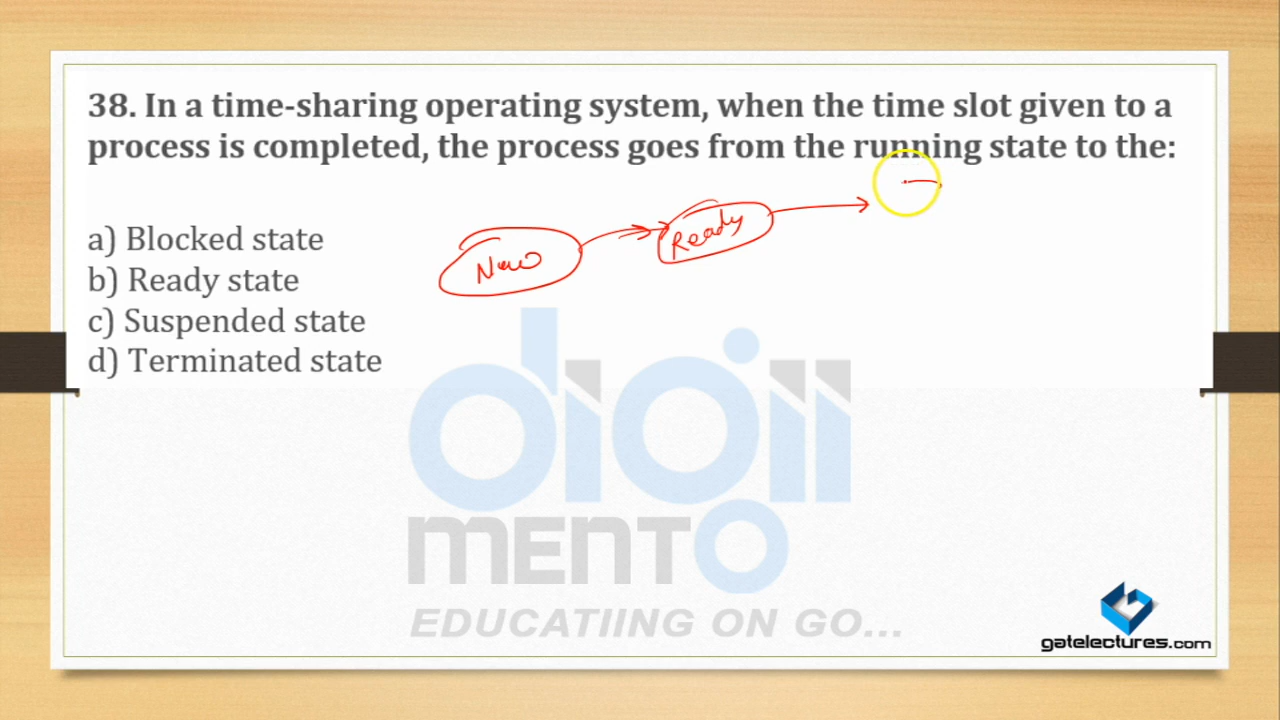 38. In a time-sharing operating system, when the time slot given to a
process is completed, the process goes from the running state to the:
a) Blocked state
b) Ready state
c) Suspended state
d) Terminated state
New
Ready
digii
MENTO
EDUCATIING ON GO...
gatelectures.com